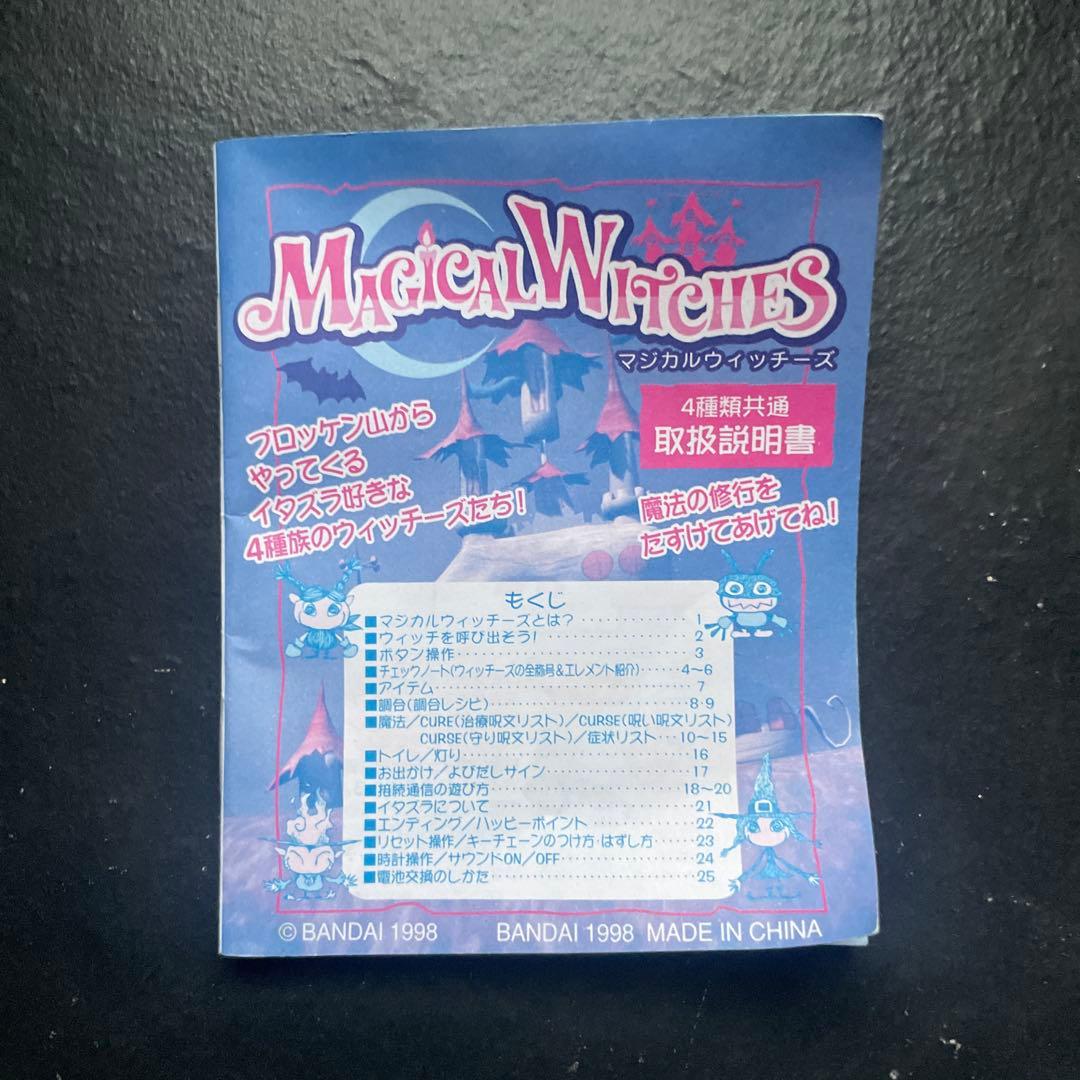 MAGICAL WITCHES
マジカルウィッチーズ
4種類共通
取扱説明書
ブロッケン山から
やってくる
イタズラ好きな
4種族のウィッチーズたち!
魔法の修行を
たすけてあげてね!
もくじ
■マジカルウィッチーズとは?············1
■ウィッチを呼び出そう!············2
■ボタン操作············3
■チェックノート(ウィッチーズの全称号&エレメント紹介)······4〜6
■アイテム············7
■調合(調合レシピ)············8・9
■魔法/CURE(治療呪文リスト)/CURSE(呪い呪文リスト)
CURSE(守り呪文リスト)/症状リスト···10〜15
■トイレ/灯り············16
■お出かけ/よびだしサイン············17
■接続通信の遊び方············18〜20
■イタズラについて············21
■エンディング/ハッピーポイント············22
■リセット操作/キーチェーンのつけ方・はずし方······23
■時計操作/サウンドON/OFF············24
■電池交換のしかた············25
© BANDAI 1998 BANDAI 1998 MADE IN CHINA